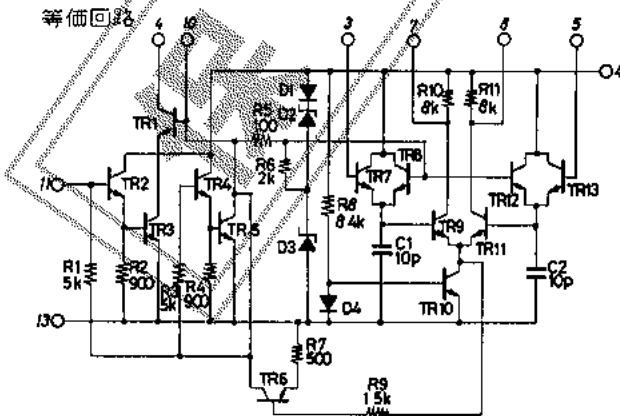 等価回路
4
10
3
7
6
5
4
D1
D2
R10
8k
R11
8k
TR1
R5
100
R6
2k
TR7
TR8
TR12
TR13
11
TR2
TR4
R8
8.4k
TR3
TR5
D3
TR9
TR11
R1
5k
R2
900
R3
5k
R4
900
C1
10p
C2
10p
D4
TR10
13
R7
500
TR6
R9
1.5k